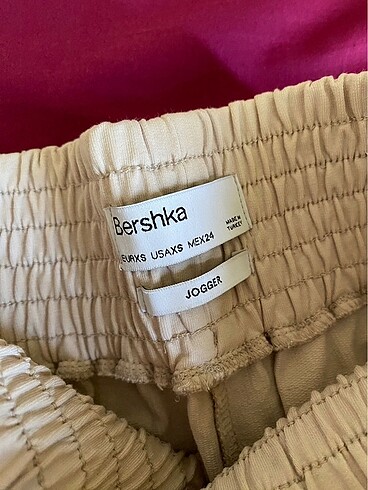 Bershka
EURXS USAXS MEX24
MADE IN
TURKEY
JOGGER